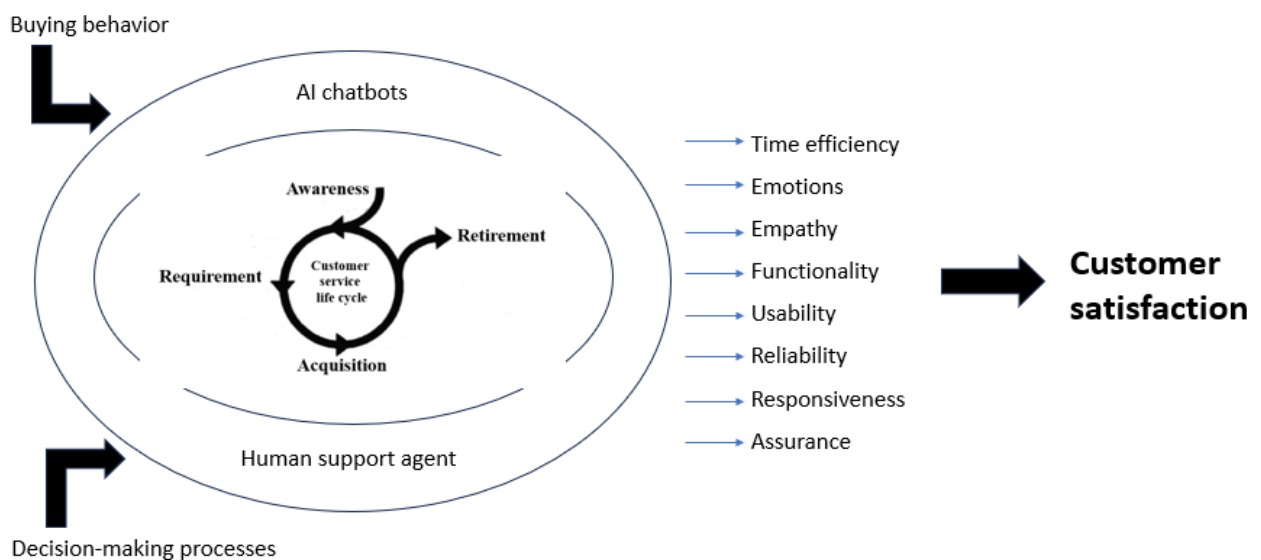 Buying behavior
AI chatbots
Awareness
Retirement
Requirement
Customer
service
life cycle
Acquisition
Human support agent
Decision-making processes
Time efficiency
Emotions
Empathy
Functionality
Usability
Reliability
Responsiveness
Assurance
Customer
satisfaction